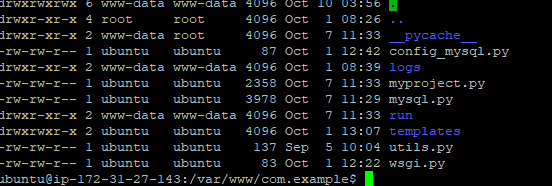 drwxrwxrwx 6 www-data www-data 4096 Oct 10 03:56 .
drwxr-xr-x 4 root root 4096 Oct 1 08:26 ..
drwxrwxr-x 2 www-data root 4096 Oct 7 11:33 __pycache__
-rw-rw-r-- 1 ubuntu ubuntu 87 Oct 1 12:42 config_mysql.py
drwxrwxr-x 2 www-data www-data 4096 Oct 1 08:39 logs
-rw-rw-r-- 1 ubuntu ubuntu 2358 Oct 7 11:33 myproject.py
-rw-rw-r-- 1 ubuntu ubuntu 3978 Oct 7 11:29 mysql.py
drwxrwxr-x 2 www-data www-data 4096 Oct 7 11:33 run
drwxrwxr-x 2 ubuntu ubuntu 4096 Oct 1 13:07 templates
-rw-rw-r-- 1 ubuntu ubuntu 137 Sep 5 10:04 utils.py
-rw-rw-r-- 1 ubuntu ubuntu 83 Oct 1 12:22 wsgi.py
ubuntu@ip-172-31-27-143:/var/www/com.example$